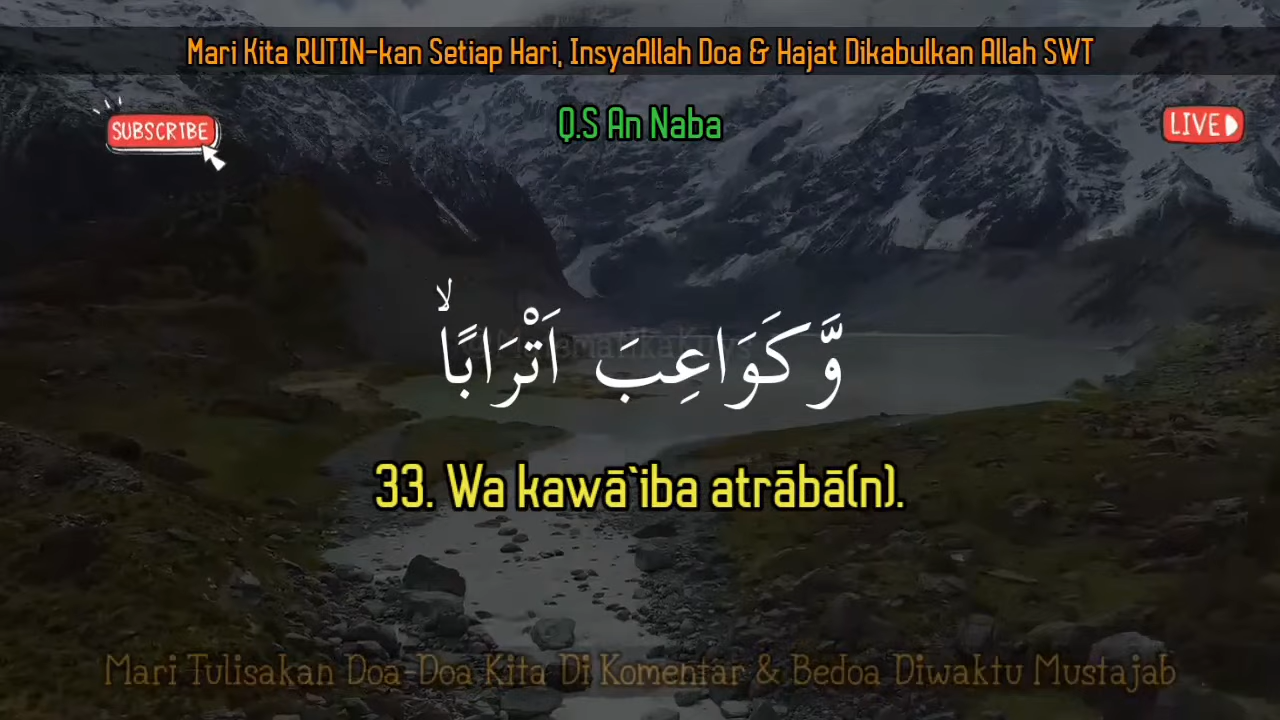 Mari Kita RUTIN-kan Setiap Hari, InsyaAllah Doa & Hajat Dikabulkan Allah SWT
SUBSCRIBE
Q.S An Naba
LIVE
وَّكَوَاعِبَ اَتْرَابًاۙ
33. Wa kawā`iba atrābā(n).
Mari Tulisakan Doa-Doa Kita Di Komentar & Bedoa Diwaktu Mustajab